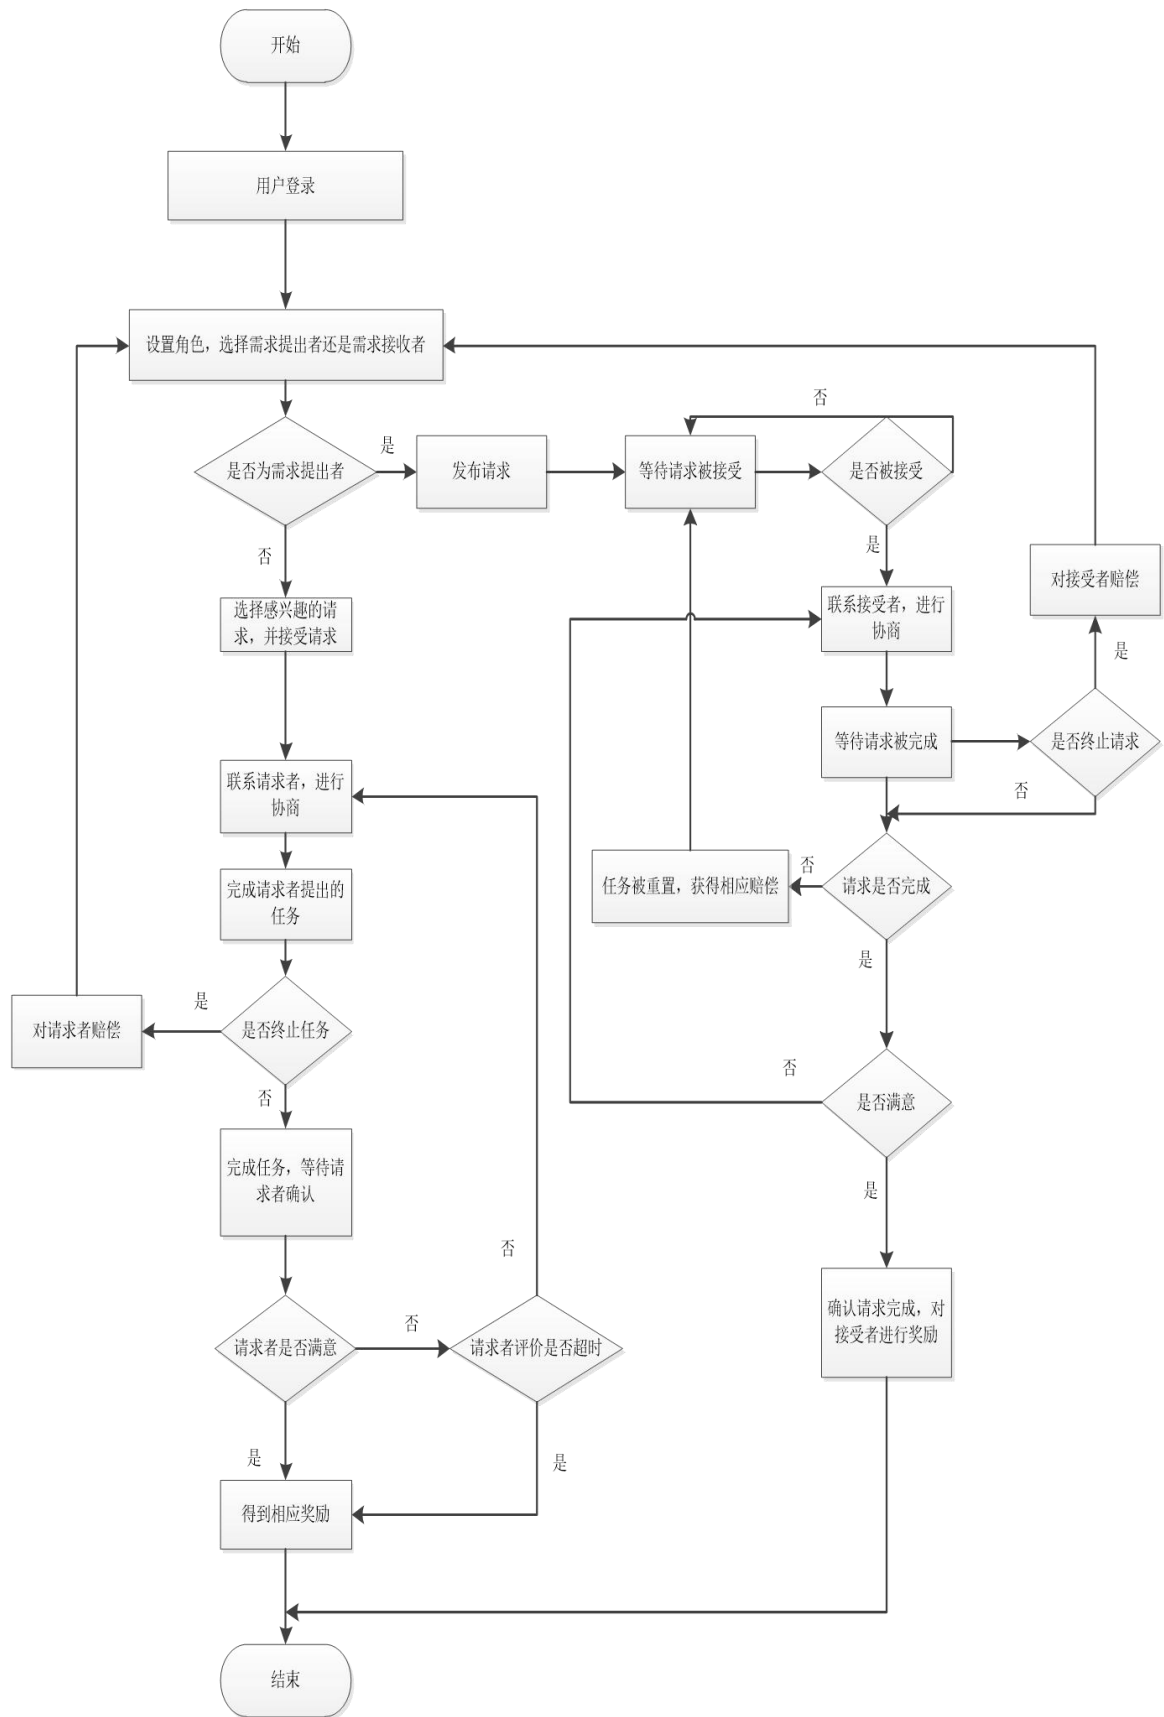 开始
用户登录
设置角色，选择需求提出者还是需求接收者
是否为需求提出者
是
发布请求
等待请求被接受
否
是否被接受
否
是
选择感兴趣的请
求，并接受请求
联系接受者，进行
协商
对接受者赔偿
是
等待请求被完成
是否终止请求
否
联系请求者，进行
协商
任务被重置，获得相应赔偿
否
请求是否完成
完成请求者提出的
任务
是
对请求者赔偿
是
是否终止任务
否
否
是否满意
完成任务，等待请
求者确认
是
否
确认请求完成，对
接受者进行奖励
请求者是否满意
否
请求者评价是否超时
是
是
得到相应奖励
结束